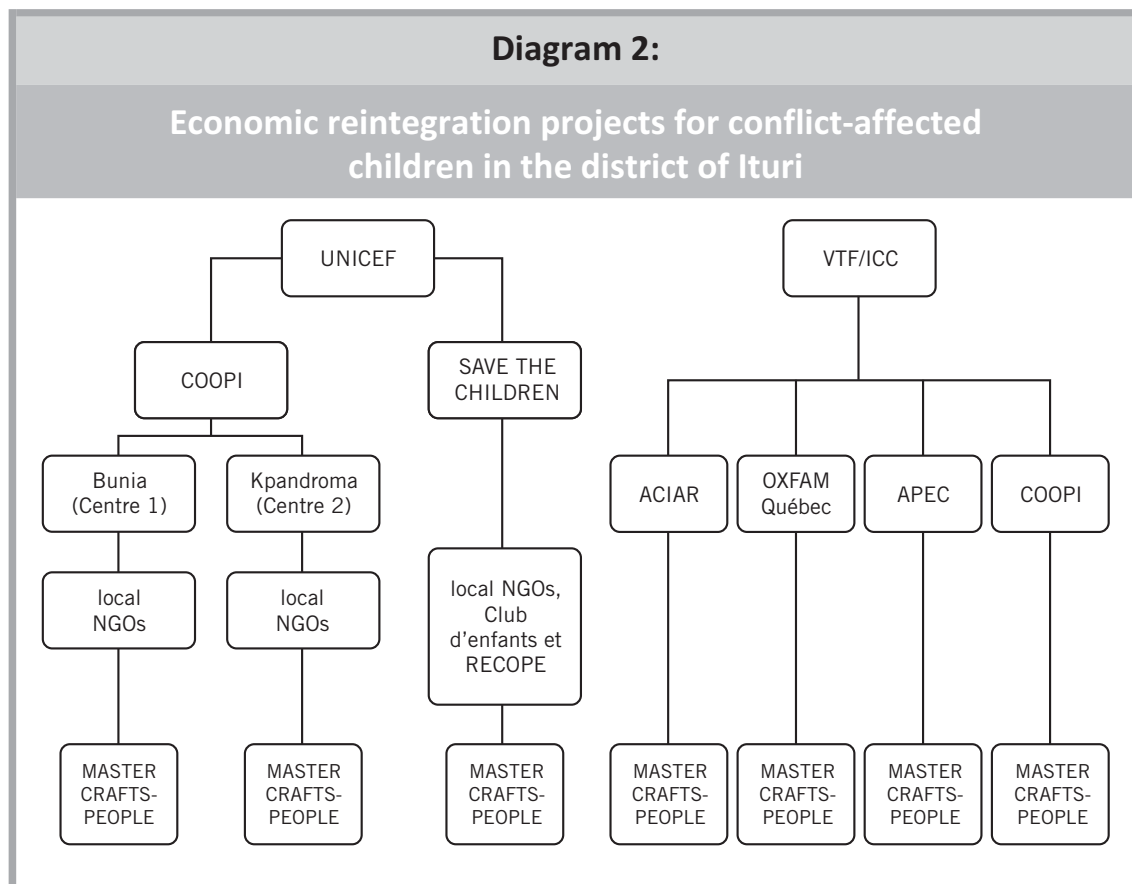 Diagram 2:
Economic reintegration projects for conflict-affected
children in the district of Ituri
UNICEF
VTF/ICC
COOPI
SAVE THE
CHILDREN
Bunia
(Centre 1)
Kpandroma
(Centre 2)
ACIAR
OXFAM
Québec
APEC
COOPI
local
NGOs
local
NGOs
local NGOs,
Club
d'enfants et
RECOPE
MASTER
CRAFTS-
PEOPLE
MASTER
CRAFTS-
PEOPLE
MASTER
CRAFTS-
PEOPLE
MASTER
CRAFTS-
PEOPLE
MASTER
CRAFTS-
PEOPLE
MASTER
CRAFTS-
PEOPLE
MASTER
CRAFTS-
PEOPLE